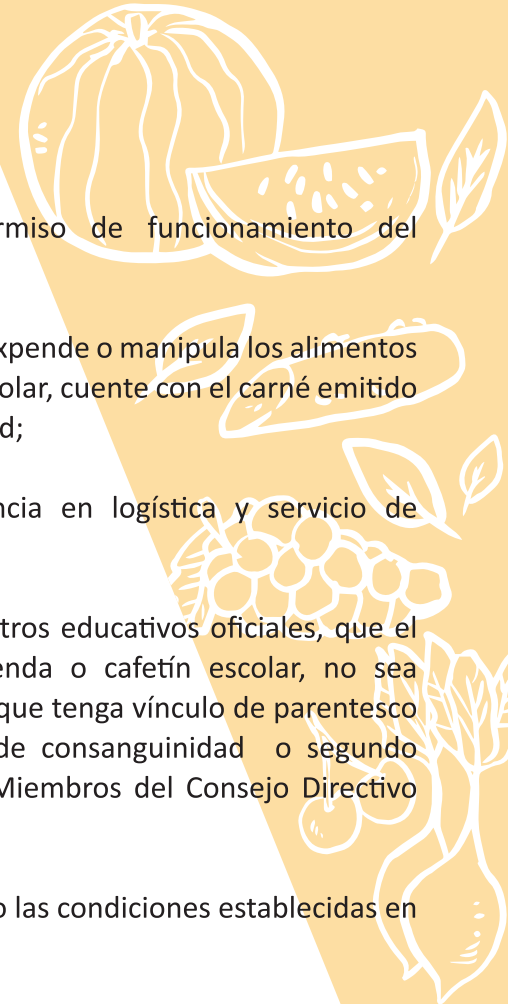 rmiso de funcionamiento del
xpende o manipula los alimentos
olar, cuente con el carné emitido
d;
ncia en logística y servicio de
tros educativos oficiales, que el
enda o cafetín escolar, no sea
que tenga vínculo de parentesco
de consanguinidad o segundo
Miembros del Consejo Directivo
o las condiciones establecidas en